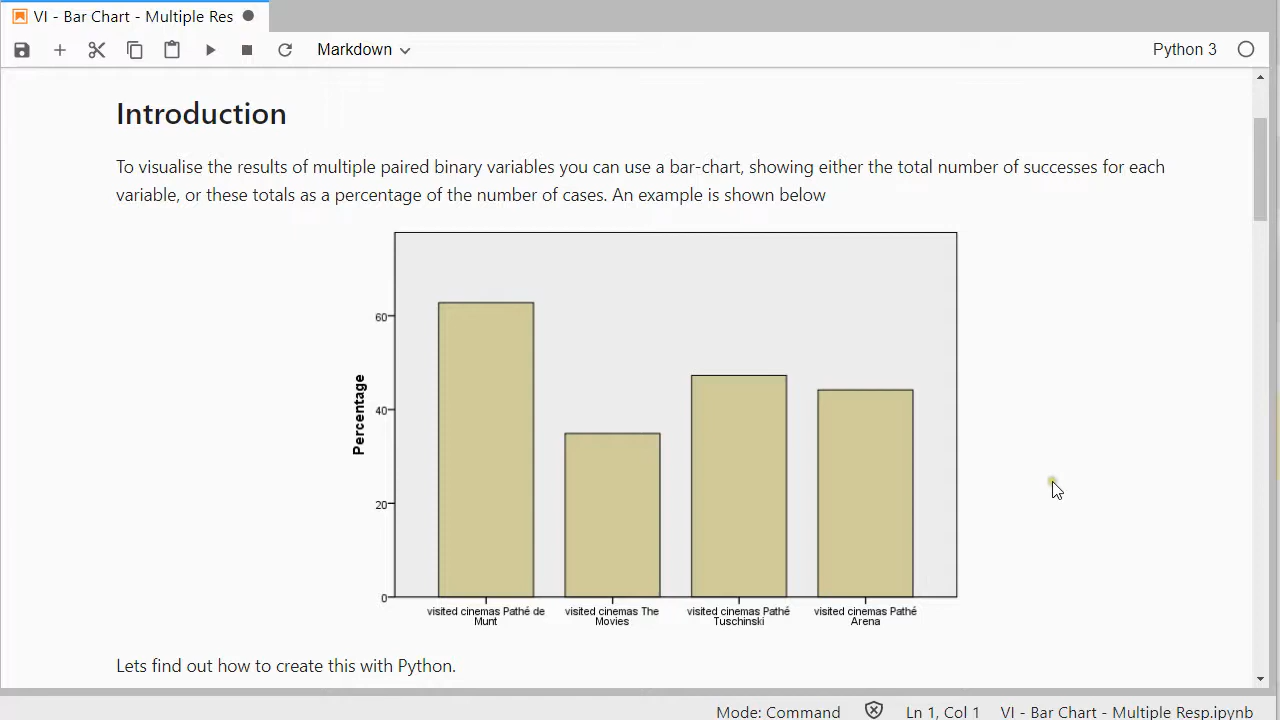 VI - Bar Chart - Multiple Res
Markdown
Python 3
Introduction
To visualise the results of multiple paired binary variables you can use a bar-chart, showing either the total number of successes for each
variable, or these totals as a percentage of the number of cases. An example is shown below
Percentage
60
40
20
0
visited cinemas Pathé de
Munt
visited cinemas The
Movies
visited cinemas Pathé
Tuschinski
visited cinemas Pathé
Arena
Lets find out how to create this with Python.
Mode: Command
Ln 1, Col 1
VI - Bar Chart - Multiple Resp.ipynb